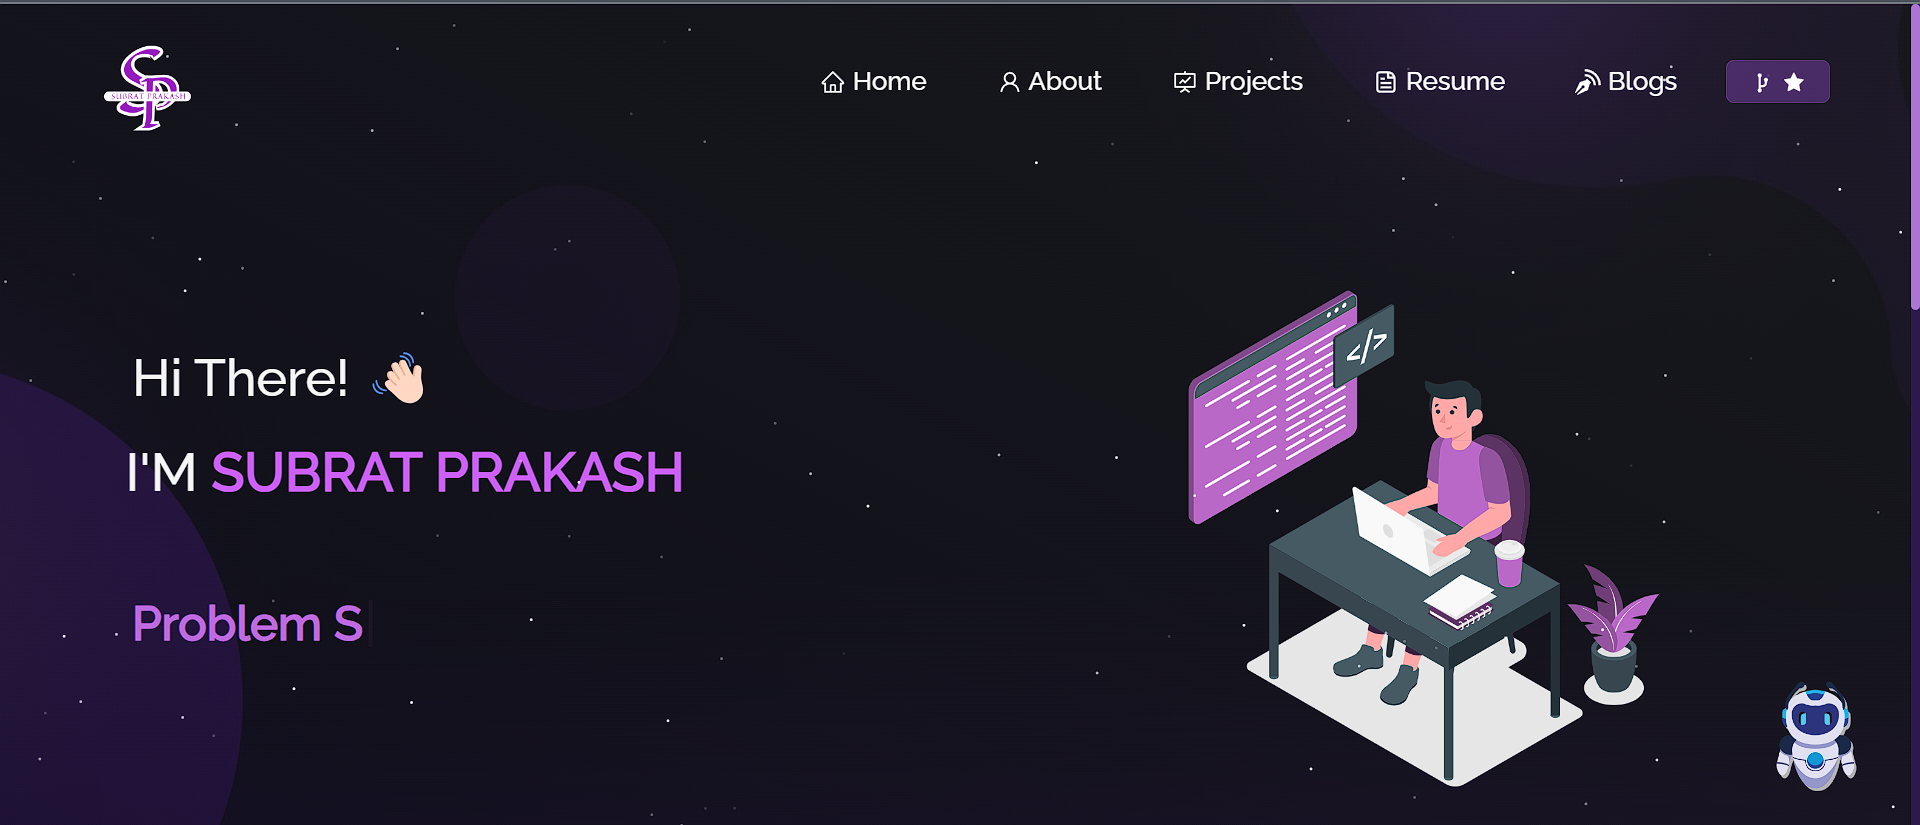 SP
SUBRAT PRAKASH
Home About Projects Resume Blogs
Hi There!
I'M SUBRAT PRAKASH
Problem S
</>